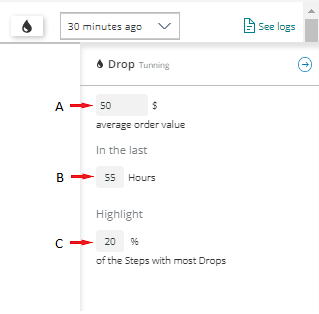 30 minutes ago
See logs
Drop Tunning
A 50 $
average order value
In the last
B 55 Hours
Highlight
C 20 %
of the Steps with most Drops